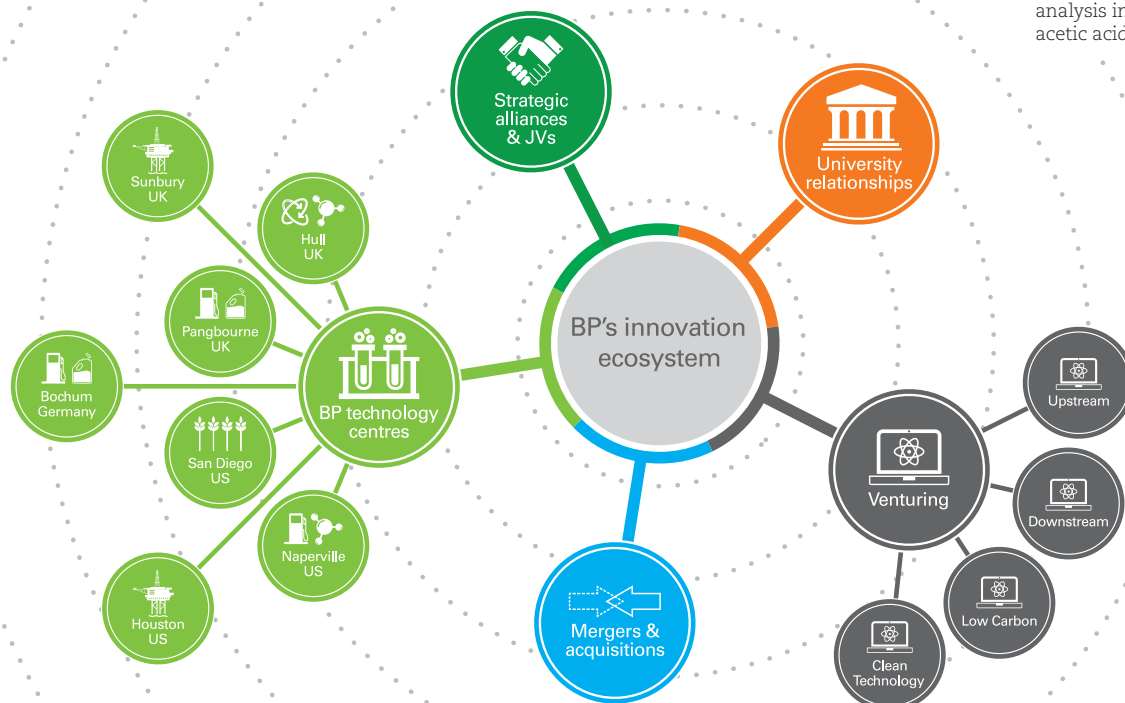 analysis in
acetic acid
Strategic
alliances
& JVs
University
relationships
Sunbury
UK
Hull
UK
Pangbourne
UK
Bochum
Germany
BP technology
centres
San Diego
US
Naperville
US
Houston
US
BP's innovation
ecosystem
Upstream
Venturing
Downstream
Low Carbon
Clean
Technology
Mergers &
acquisitions